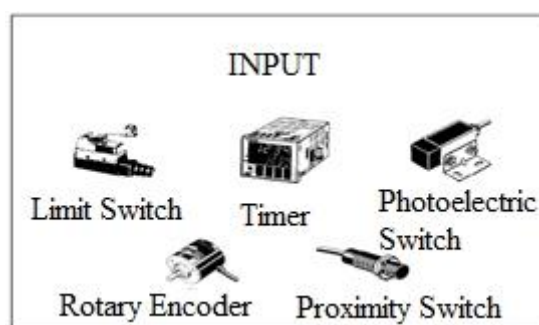 INPUT
Limit Switch
Timer
Photoelectric
Switch
Rotary Encoder
Proximity Switch